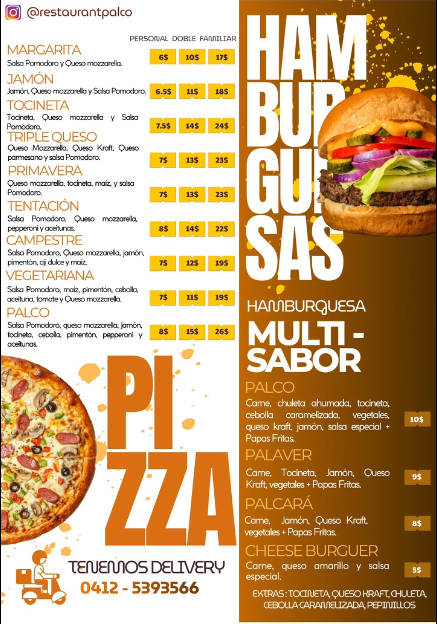 @restaurantpalco
PERSONAL DOBLE FAMILIAR
MARGARITA
Salsa Pomodoro y Queso mozzarella.
6$ 10$ 17$
JAMÓN
Jamón, Queso mozzarella y Salsa Pomodoro.
6.5$ 11$ 18$
TOCINETA
Tocineta, Queso mozzarella y Salsa
Pomodoro.
7.5$ 14$ 24$
TRIPLE QUESO
Queso Mozzarella, Queso Kraft, Queso
parmesano y salsa Pomodoro.
7$ 13$ 23$
PRIMAVERA
Queso mozzarella, tocineta, maíz, y salsa
Pomodoro.
7$ 13$ 23$
TENTACIÓN
Salsa Pomodoro, Queso mozzarella,
pepperoni y aceitunas.
8$ 14$ 22$
CAMPESTRE
Salsa Pomodoro, Queso mozzarella, jamón,
pimentón, ají dulce y maíz.
7$ 12$ 19$
VEGETARIANA
Salsa Pomodoro, maíz, pimentón, cebolla,
aceituna, tomate y Queso mozzarella.
7$ 11$ 19$
PALCO
Salsa Pomodoro, queso mozzarella, jamón,
tocineta, cebolla, pimentón, pepperoni y
aceitunas.
8$ 15$ 26$
PI
ZZA
TENEMOS DELIVERY
0412 - 5393566
HAM
BUR
GUE
SAS
HAMBURGUESA
MULTI -
SABOR
PALCO
Carne, chuleta ahumada, tocineta,
cebolla caramelizada, vegetales,
queso kraft, jamón, salsa especial +
Papas Fritas.
10$
PALAVER
Carne, Tocineta, Jamón, Queso
Kraft, vegetales + Papas Fritas.
9$
PALCARÁ
Carne, Jamón, Queso Kraft,
vegetales + Papas Fritas.
8$
CHEESE BURGUER
Carne, queso amarillo y salsa
especial.
5$
EXTRAS : TOCINETA, QUESO KRAFT, CHULETA,
CEBOLLA CARAMELIZADA, PEPINILLOS